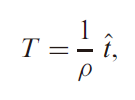 T = 1/ρ t̂,